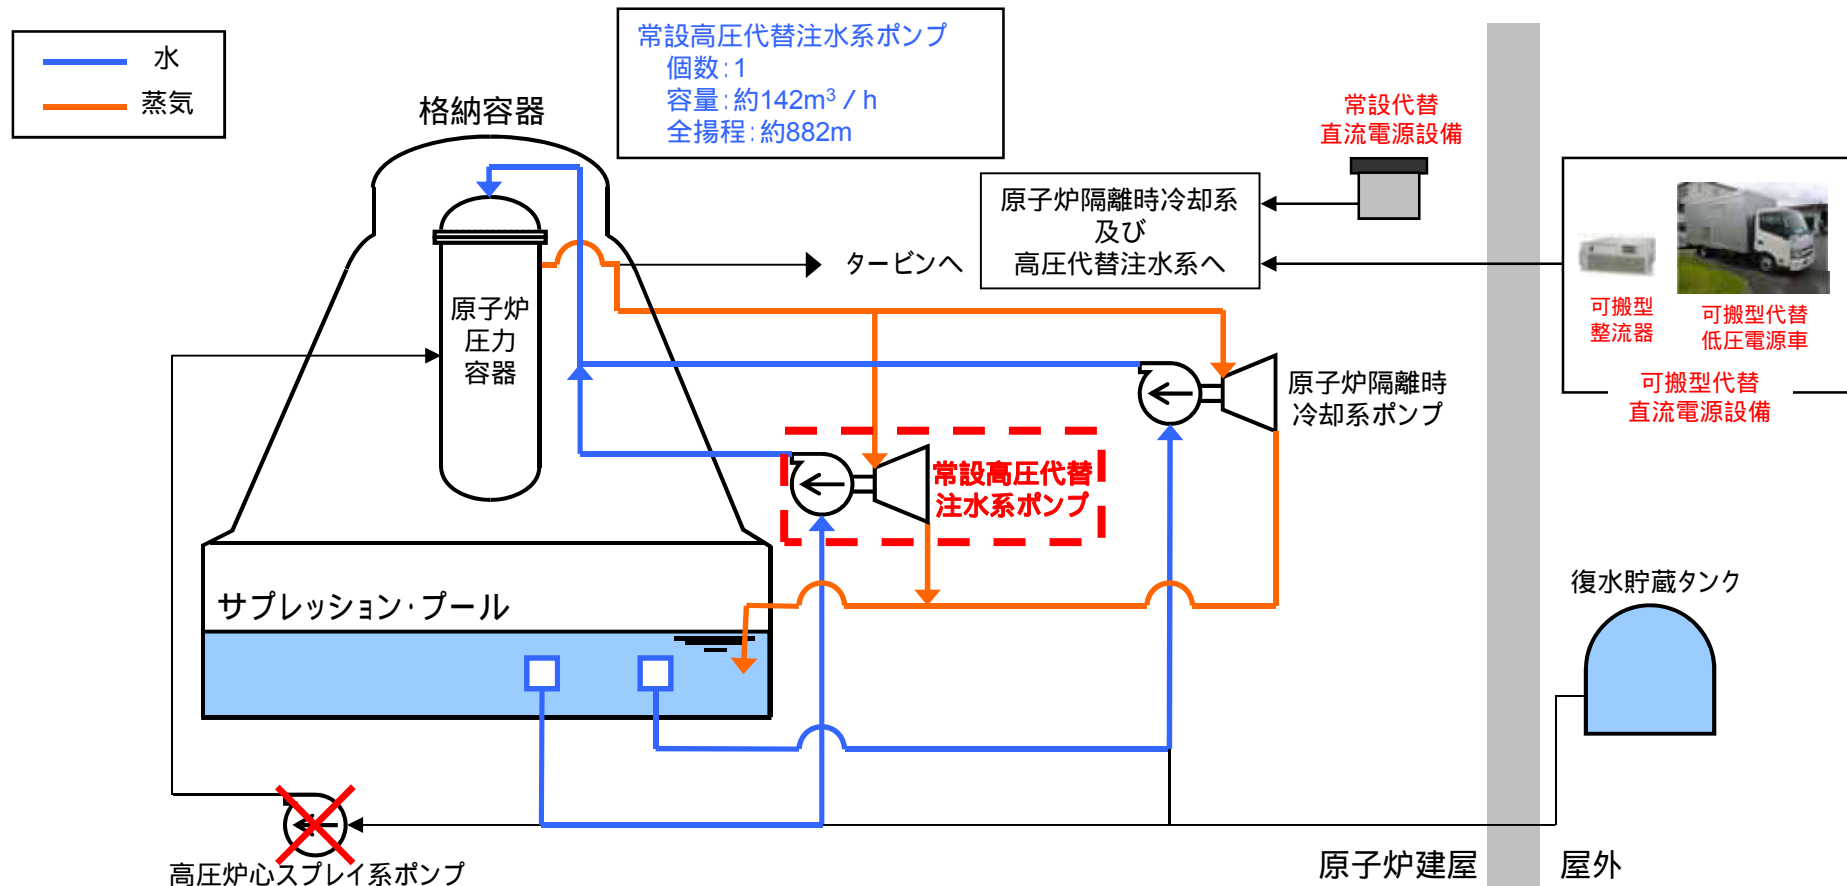 水
蒸気
常設高圧代替注水系ポンプ
個数：1
容量：約142m³／h
全揚程：約882m
格納容器
常設代替
直流電源設備
原子炉隔離時冷却系
及び
高圧代替注水系へ
タービンへ
原子炉
圧力
容器
可搬型
整流器
可搬型代替
低圧電源車
可搬型代替
直流電源設備
原子炉隔離時
冷却系ポンプ
常設高圧代替
注水系ポンプ
サプレッション・プール
復水貯蔵タンク
高圧炉心スプレイ系ポンプ
原子炉建屋
屋外